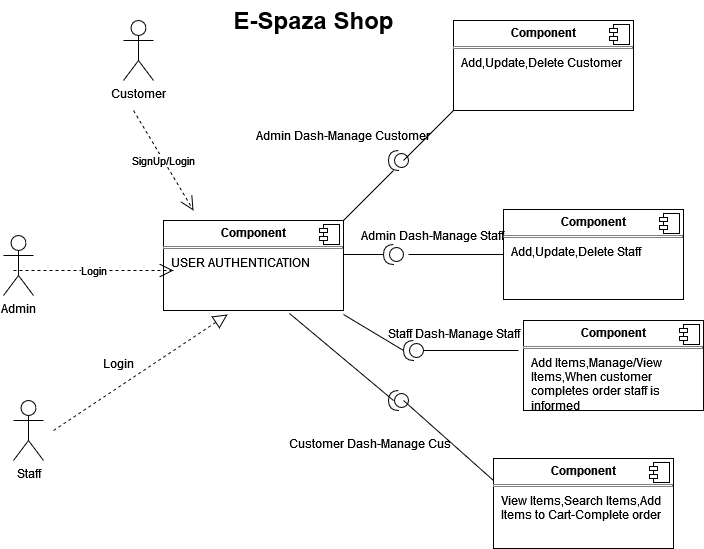 E-Spaza Shop
Component
Add,Update,Delete Customer
Customer
Admin Dash-Manage Customer
SignUp/Login
Component
USER AUTHENTICATION
Component
Add,Update,Delete Staff
Admin Dash-Manage Staff
Login
Admin
Staff Dash-Manage Staff
Component
Add Items,Manage/View
Items,When customer
completes order staff is
informed
Login
Customer Dash-Manage Cus
Staff
Component
View Items,Search Items,Add
Items to Cart-Complete order